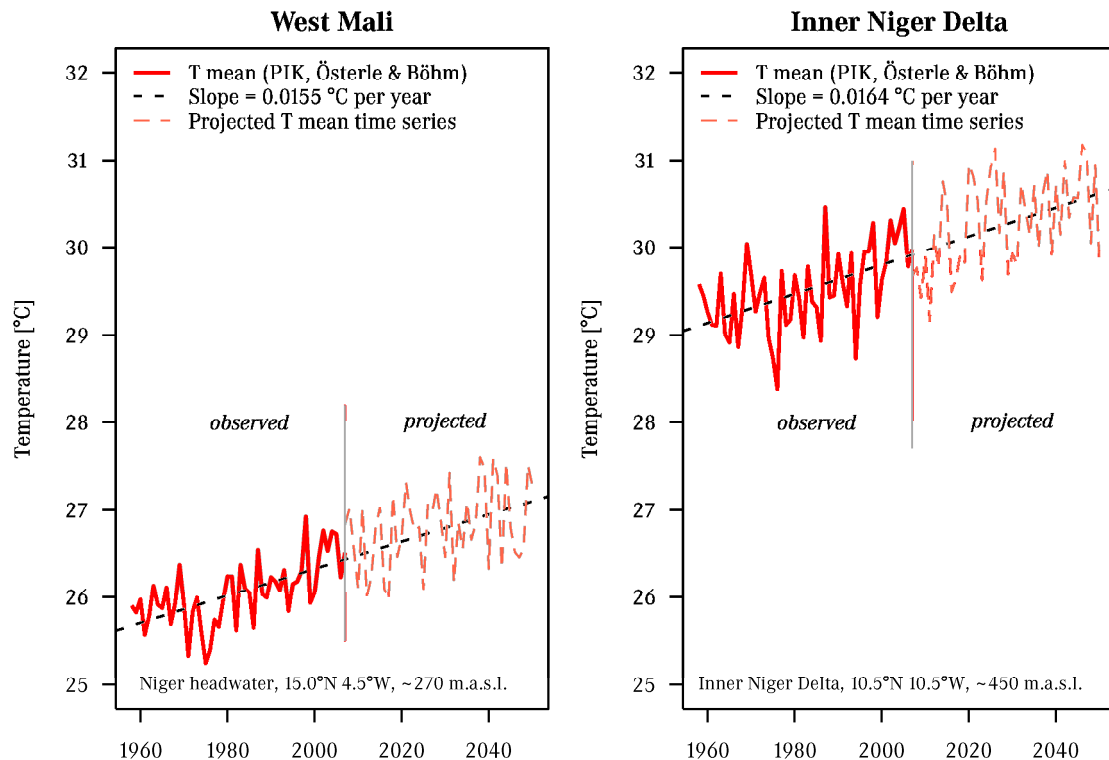 West Mali
T mean (PIK, Österle & Böhm)
Slope = 0.0155 °C per year
Projected T mean time series
32
31
30
29
28
27
26
25
Temperature [°C]
observed
projected
Niger headwater, 15.0°N 4.5°W, ~270 m.a.s.l.
1960
1980
2000
2020
2040
Inner Niger Delta
T mean (PIK, Österle & Böhm)
Slope = 0.0164 °C per year
Projected T mean time series
32
31
30
29
28
27
26
25
Temperature [°C]
observed
projected
Inner Niger Delta, 10.5°N 10.5°W, ~450 m.a.s.l.
1960
1980
2000
2020
2040